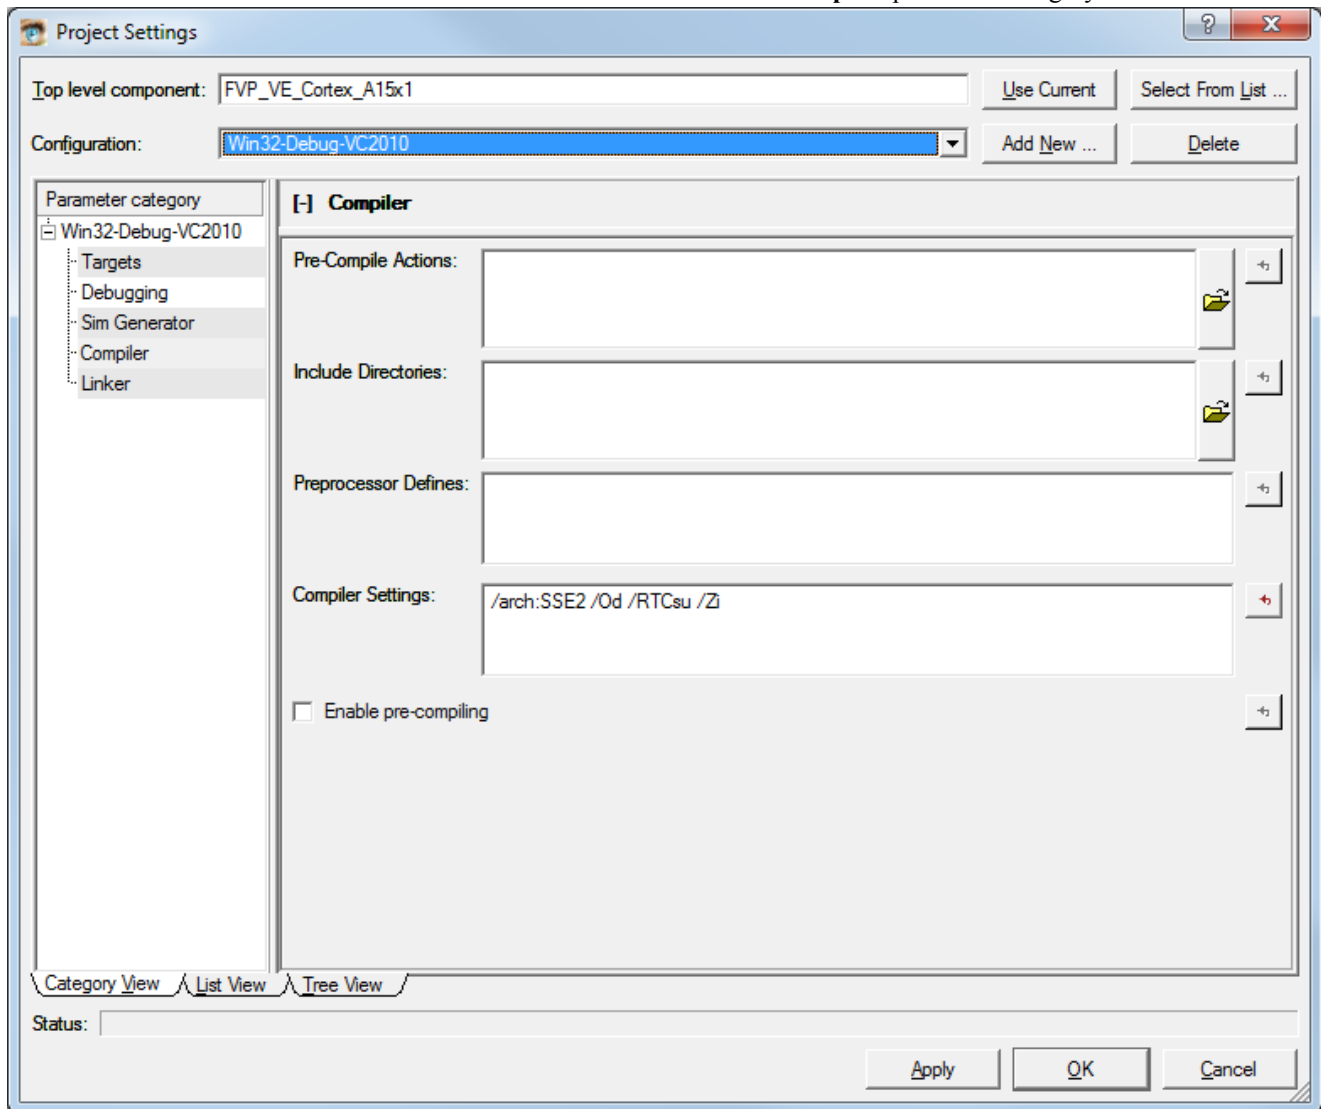 Project Settings
Top level component: FVP_VE_Cortex_A15x1 Use Current Select From List ...
Configuration: Win32-Debug-VC2010 Add New ... Delete
Parameter category [-] Compiler
Win32-Debug-VC2010
Targets Pre-Compile Actions:
Debugging
Sim Generator
Compiler
Linker Include Directories:
Preprocessor Defines:
Compiler Settings: /arch:SSE2 /Od /RTCsu /Zi
Enable pre-compiling
Category View List View Tree View
Status:
Apply OK Cancel